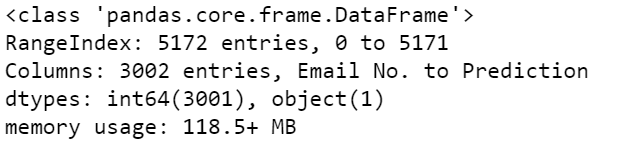 <class 'pandas.core.frame.DataFrame'>
RangeIndex: 5172 entries, 0 to 5171
Columns: 3002 entries, Email No. to Prediction
dtypes: int64(3001), object(1)
memory usage: 118.5+ MB